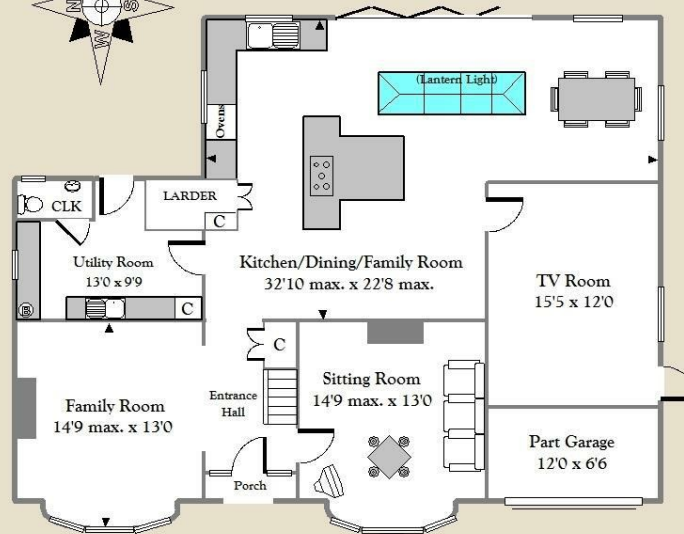 N
S
W
(Lantern Light)
Ovens
CLK
LARDER
C
Utility Room
13'0 x 9'9
Kitchen/Dining/Family Room
32'10 max. x 22'8 max.
TV Room
15'5 x 12'0
B
C
C
Family Room
14'9 max. x 13'0
Entrance
Hall
Sitting Room
14'9 max. x 13'0
Part Garage
12'0 x 6'6
Porch